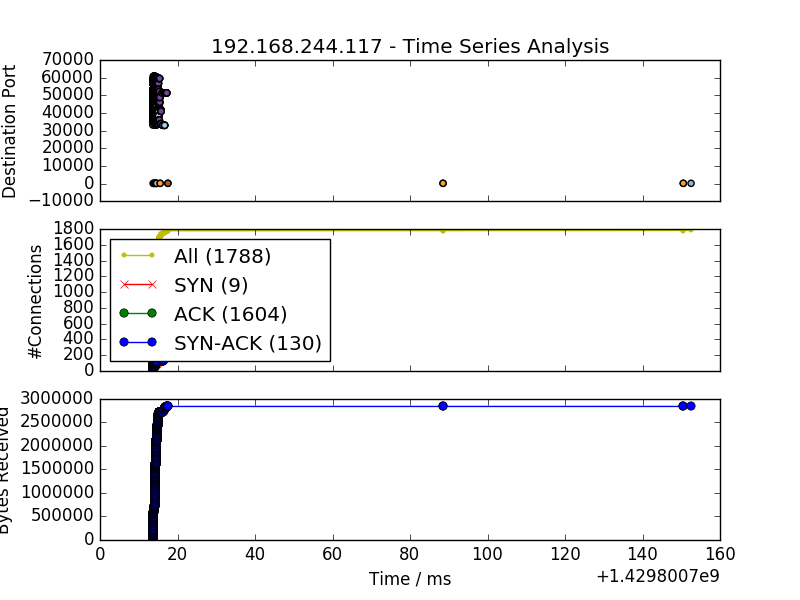 192.168.244.117 - Time Series Analysis
Destination Port
70000
60000
50000
40000
30000
20000
10000
0
−10000
#Connections
1800
1600
1400
1200
1000
800
600
400
200
0
All (1788)
SYN (9)
ACK (1604)
SYN-ACK (130)
Bytes Received
3000000
2500000
2000000
1500000
1000000
500000
0
0 20 40 60 80 100 120 140 160
Time / ms
+1.4298007e9